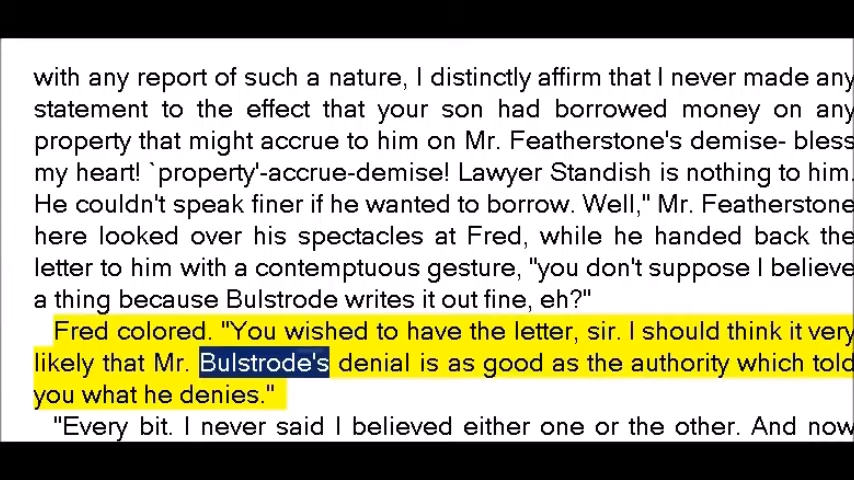 with any report of such a nature, I distinctly affirm that I never made any
statement to the effect that your son had borrowed money on any
property that might accrue to him on Mr. Featherstone's demise- bless
my heart! `property'-accrue-demise! Lawyer Standish is nothing to him.
He couldn't speak finer if he wanted to borrow. Well," Mr. Featherstone
here looked over his spectacles at Fred, while he handed back the
letter to him with a contemptuous gesture, "you don't suppose I believe
a thing because Bulstrode writes it out fine, eh?"
Fred colored. "You wished to have the letter, sir. I should think it very
likely that Mr. Bulstrode's denial is as good as the authority which told
you what he denies."
"Every bit. I never said I believed either one or the other. And now